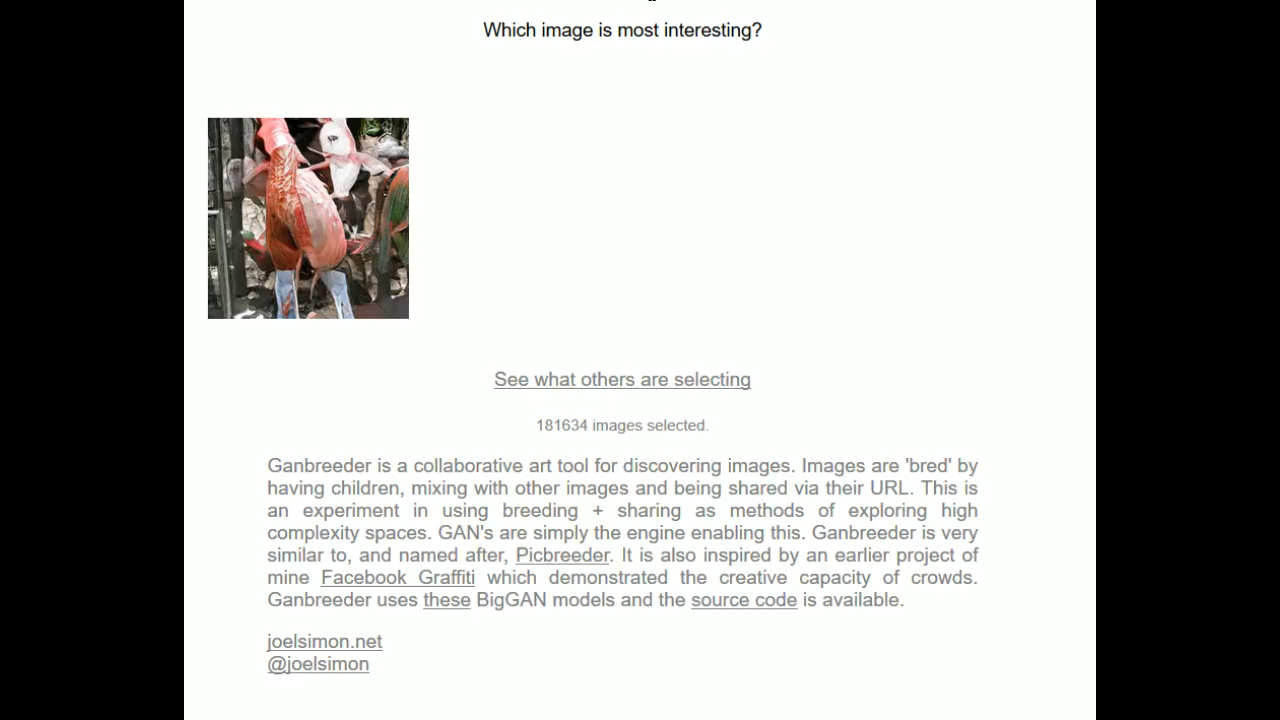 Which image is most interesting?
See what others are selecting
181634 images selected.
Ganbreeder is a collaborative art tool for discovering images. Images are 'bred' by
having children, mixing with other images and being shared via their URL. This is
an experiment in using breeding + sharing as methods of exploring high
complexity spaces. GAN's are simply the engine enabling this. Ganbreeder is very
similar to, and named after, Picbreeder. It is also inspired by an earlier project of
mine Facebook Graffiti which demonstrated the creative capacity of crowds.
Ganbreeder uses these BigGAN models and the source code is available.
joelsimon.net
@joelsimon